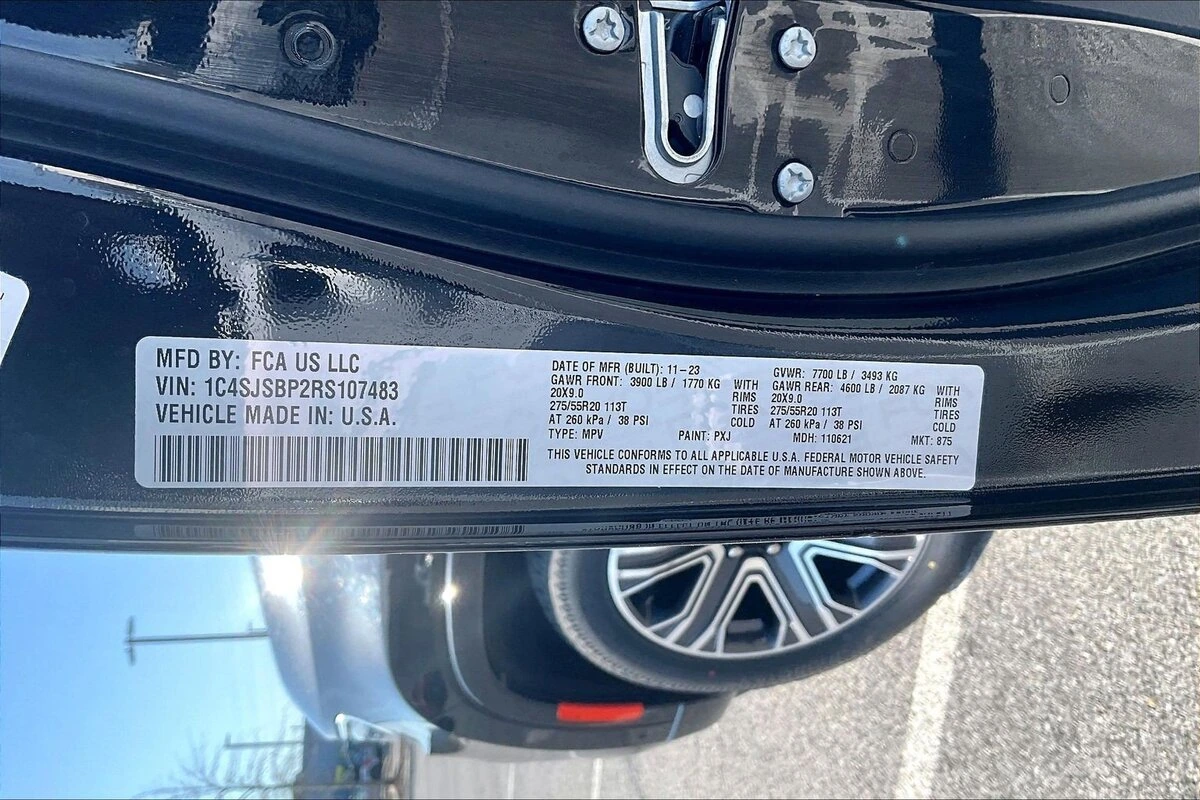 MFD BY: FCA US LLC
VIN: 1C4SJSBP2RS107483
VEHICLE MADE IN: U.S.A.
DATE OF MFR (BUILT): 11-23
GAWR FRONT: 3900 LB / 1770 KG WITH
20X9.0 RIMS
275/55R20 113T TIRES
AT 260 kPa / 38 PSI COLD
TYPE: MPV PAINT: PXJ
GVWR: 7700 LB / 3493 KG
GAWR REAR: 4600 LB / 2087 KG WITH
20X9.0 RIMS
275/55R20 113T TIRES
AT 260 kPa / 38 PSI COLD
MDH: 110621 MKT: 875
THIS VEHICLE CONFORMS TO ALL APPLICABLE U.S.A. FEDERAL MOTOR VEHICLE SAFETY
STANDARDS IN EFFECT ON THE DATE OF MANUFACTURE SHOWN ABOVE.